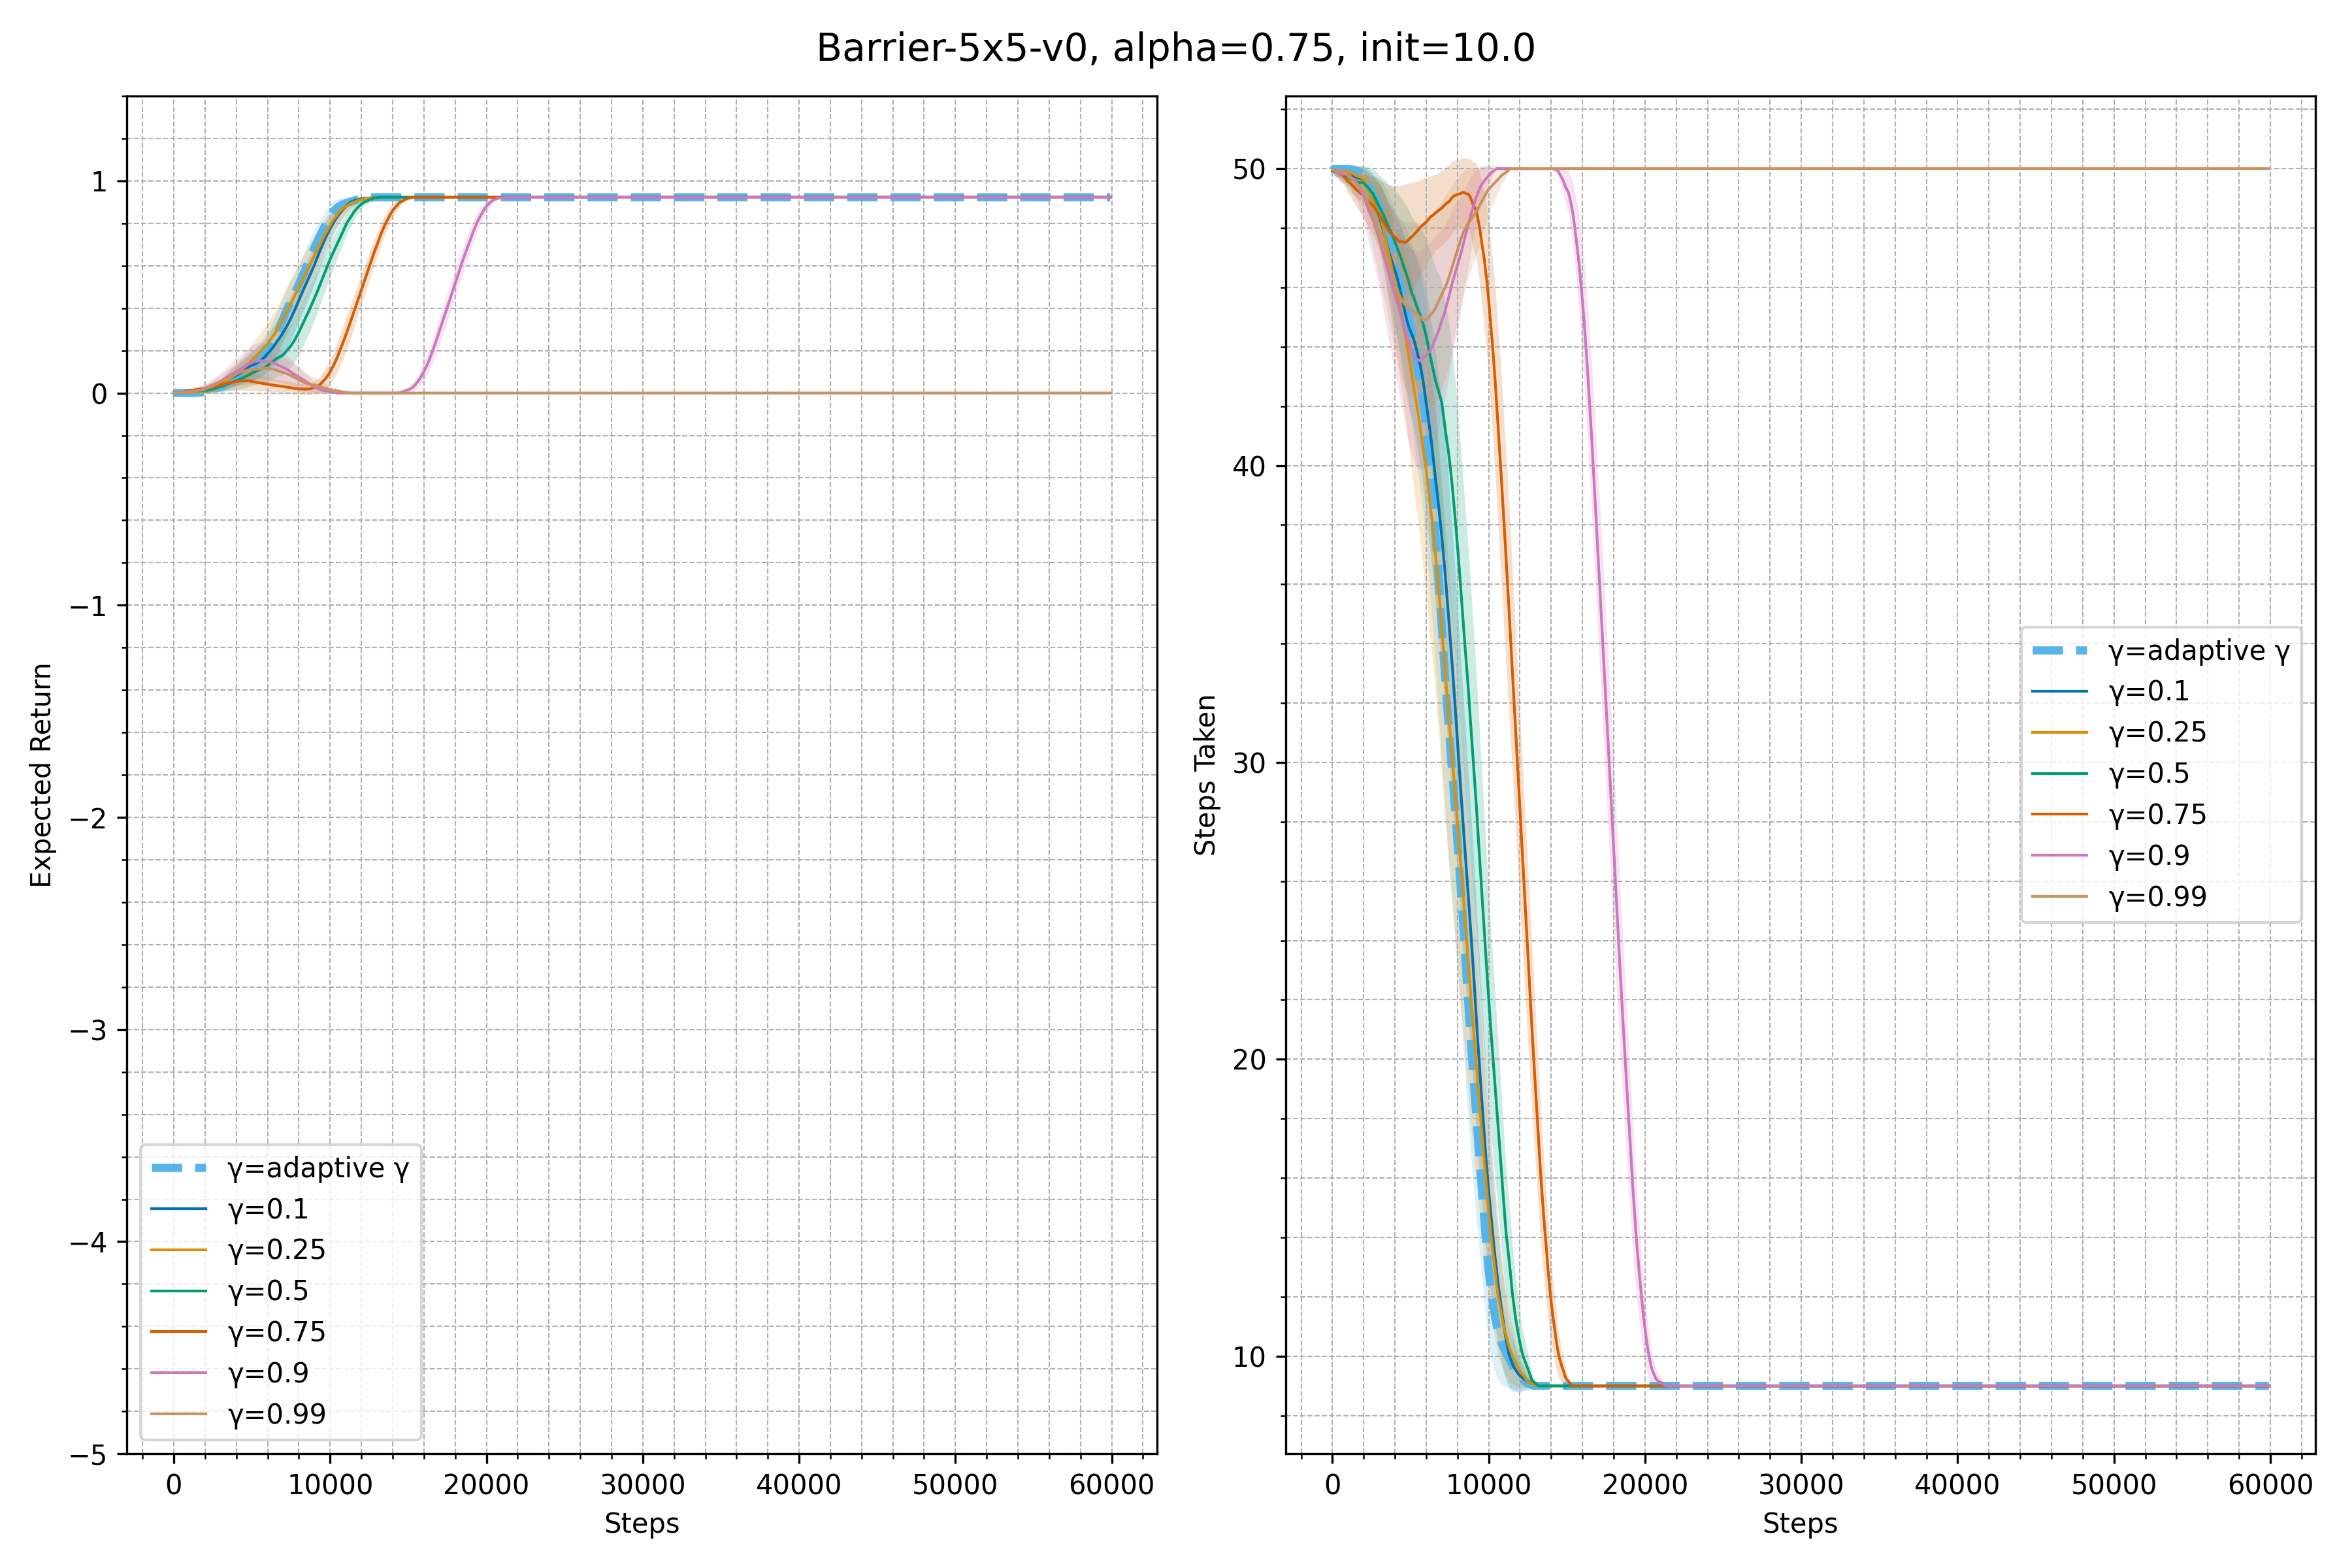 Barrier-5x5-v0, alpha=0.75, init=10.0
Expected Return
1
0
−1
−2
−3
−4
−5
0 10000 20000 30000 40000 50000 60000
Steps
γ=adaptive γ
γ=0.1
γ=0.25
γ=0.5
γ=0.75
γ=0.9
γ=0.99
Steps Taken
50
40
30
20
10
0 10000 20000 30000 40000 50000 60000
Steps
γ=adaptive γ
γ=0.1
γ=0.25
γ=0.5
γ=0.75
γ=0.9
γ=0.99